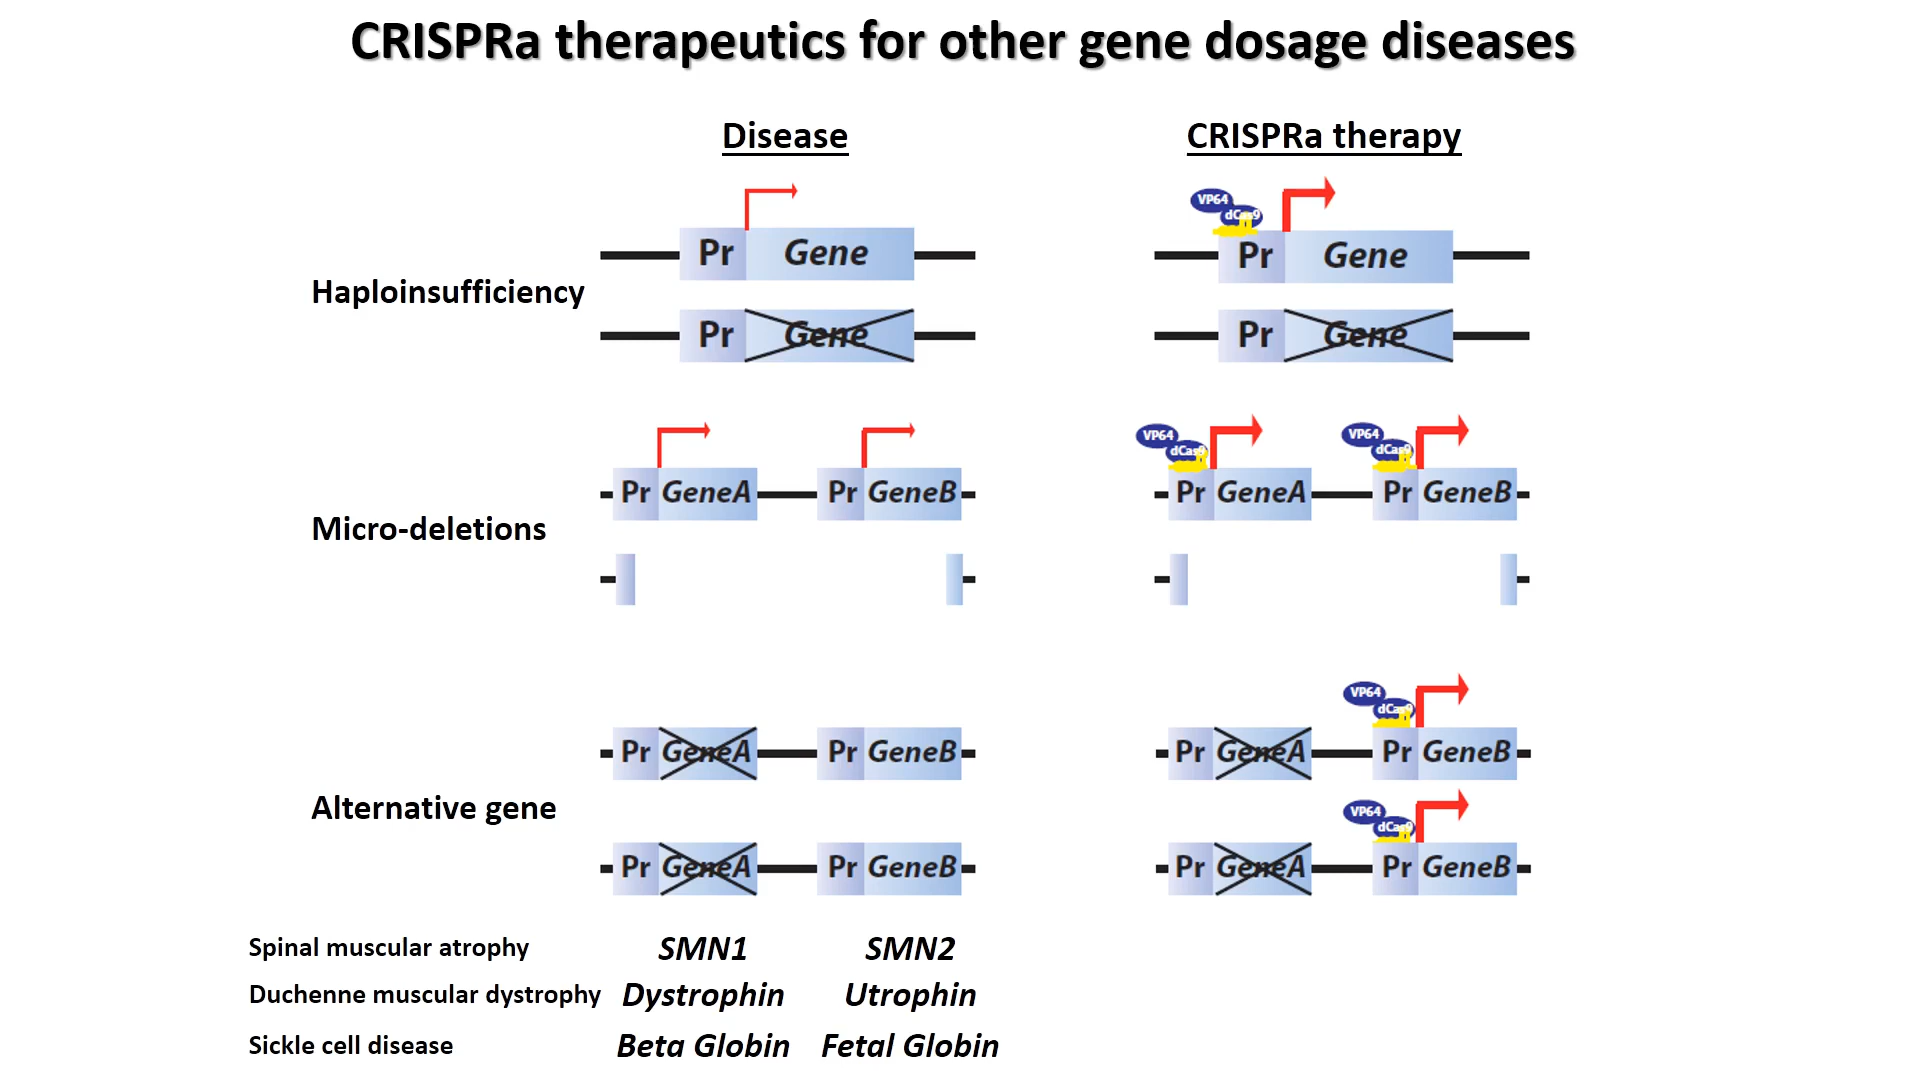 CRISPRa therapeutics for other gene dosage diseases
Disease
CRISPRa therapy
VP64
dCas9
Pr Gene
Pr Gene
Haploinsufficiency
Pr Gene
Pr Gene
VP64
dCas9
VP64
dCas9
Pr GeneA
Pr GeneB
Pr GeneA
Pr GeneB
Micro-deletions
VP64
dCas9
Pr GeneA
Pr GeneB
Pr GeneA
Pr GeneB
Alternative gene
VP64
dCas9
Pr GeneA
Pr GeneB
Pr GeneA
Pr GeneB
Spinal muscular atrophy SMN1 SMN2
Duchenne muscular dystrophy Dystrophin Utrophin
Sickle cell disease Beta Globin Fetal Globin